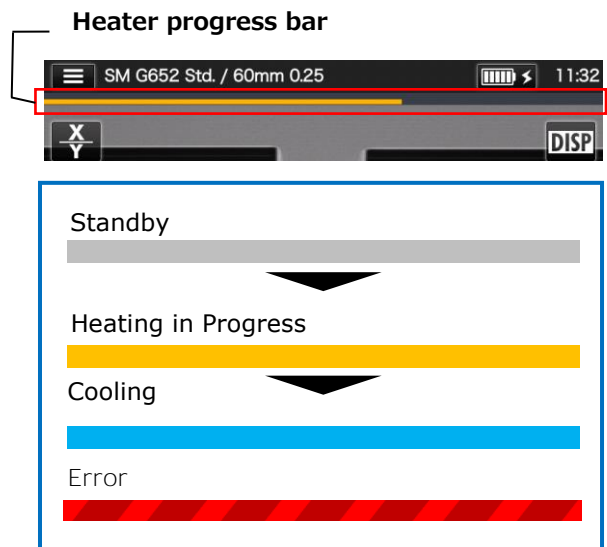 Heater progress bar
SM G652 Std. / 60mm 0.25 11:32
X
Y
DISP
Standby
Heating in Progress
Cooling
Error